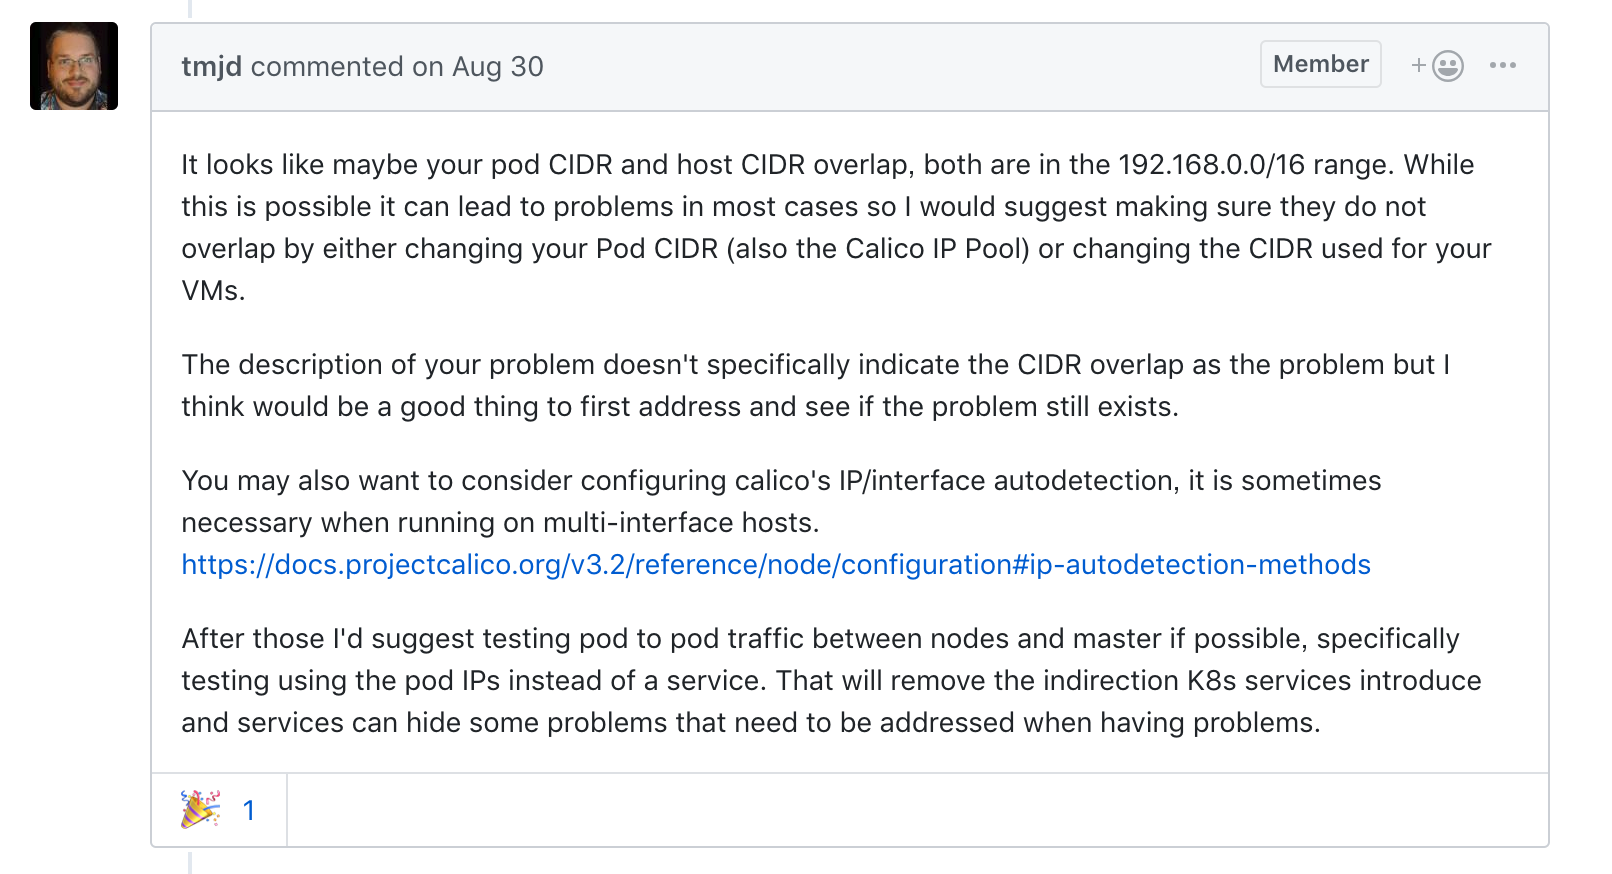 tmjd commented on Aug 30
Member
It looks like maybe your pod CIDR and host CIDR overlap, both are in the 192.168.0.0/16 range. While
this is possible it can lead to problems in most cases so I would suggest making sure they do not
overlap by either changing your Pod CIDR (also the Calico IP Pool) or changing the CIDR used for your
VMs.
The description of your problem doesn't specifically indicate the CIDR overlap as the problem but I
think would be a good thing to first address and see if the problem still exists.
You may also want to consider configuring calico's IP/interface autodetection, it is sometimes
necessary when running on multi-interface hosts.
https://docs.projectcalico.org/v3.2/reference/node/configuration#ip-autodetection-methods
After those I'd suggest testing pod to pod traffic between nodes and master if possible, specifically
testing using the pod IPs instead of a service. That will remove the indirection K8s services introduce
and services can hide some problems that need to be addressed when having problems.
1